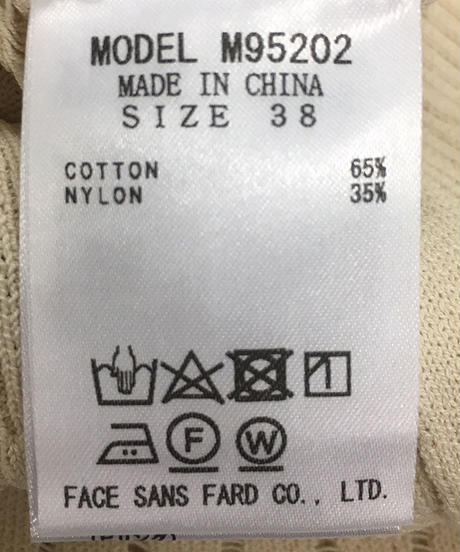 MODEL M95202
MADE IN CHINA
SIZE 38
COTTON 65%
NYLON 35%
F W
FACE SANS FARD CO., LTD.